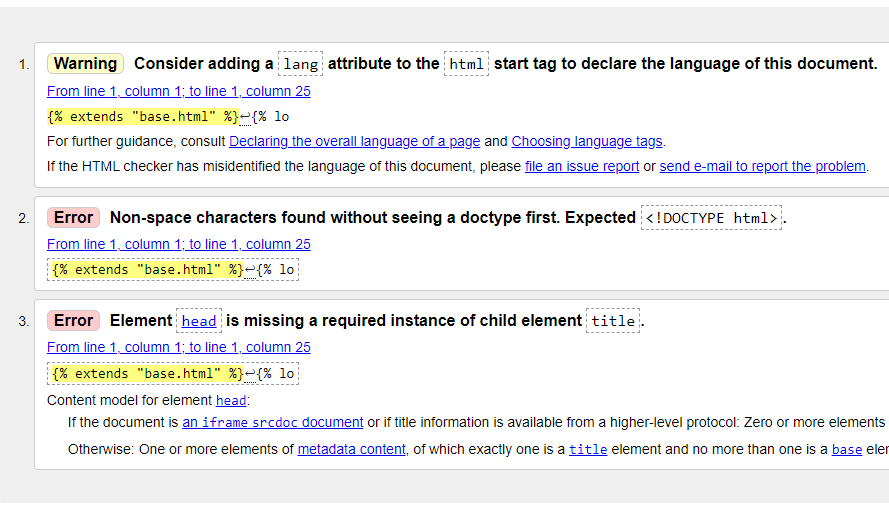 1. Warning Consider adding a lang attribute to the html start tag to declare the language of this document.
From line 1, column 1; to line 1, column 25
{% extends "base.html" %}↩{% lo
For further guidance, consult Declaring the overall language of a page and Choosing language tags.
If the HTML checker has misidentified the language of this document, please file an issue report or send e-mail to report the problem.
2. Error Non-space characters found without seeing a doctype first. Expected <!DOCTYPE html>.
From line 1, column 1; to line 1, column 25
{% extends "base.html" %}↩{% lo
3. Error Element head is missing a required instance of child element title.
From line 1, column 1; to line 1, column 25
{% extends "base.html" %}↩{% lo
Content model for element head:
If the document is an iframe srcdoc document or if title information is available from a higher-level protocol: Zero or more elements
Otherwise: One or more elements of metadata content, of which exactly one is a title element and no more than one is a base